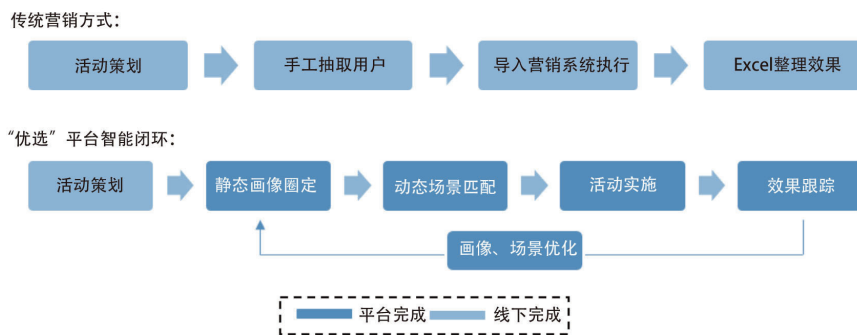 传统营销方式：
活动策划
手工抽取用户
导入营销系统执行
Excel整理效果
“优选”平台智能闭环：
活动策划
静态画像圈定
动态场景匹配
活动实施
效果跟踪
画像、场景优化
平台完成
线下完成